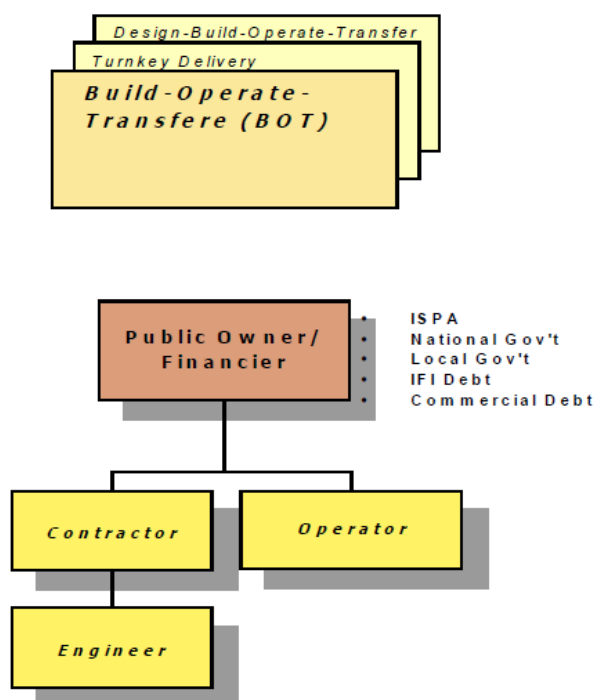 Design-Build-Operate-Transfer
Turnkey Delivery
Build-Operate-
Transfere (BOT)
Public Owner/
Financier
• ISPA
• National Gov't
• Local Gov't
• IFI Debt
• Commercial Debt
Contractor
Operator
Engineer